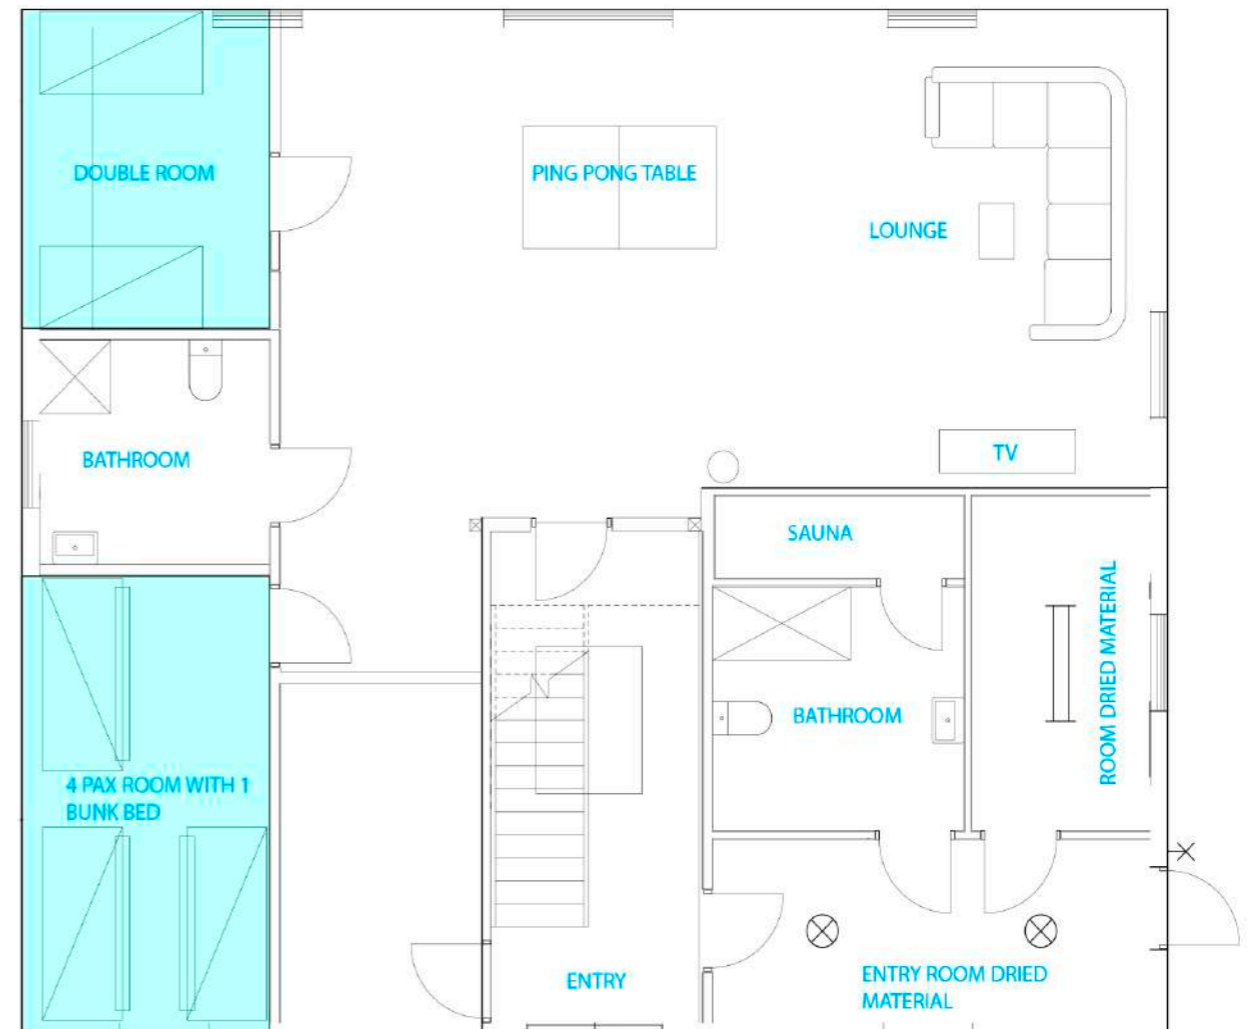 DOUBLE ROOM
PING PONG TABLE
LOUNGE
BATHROOM
TV
SAUNA
ROOM DRIED MATERIAL
BATHROOM
4 PAX ROOM WITH 1
BUNK BED
ENTRY
ENTRY ROOM DRIED
MATERIAL